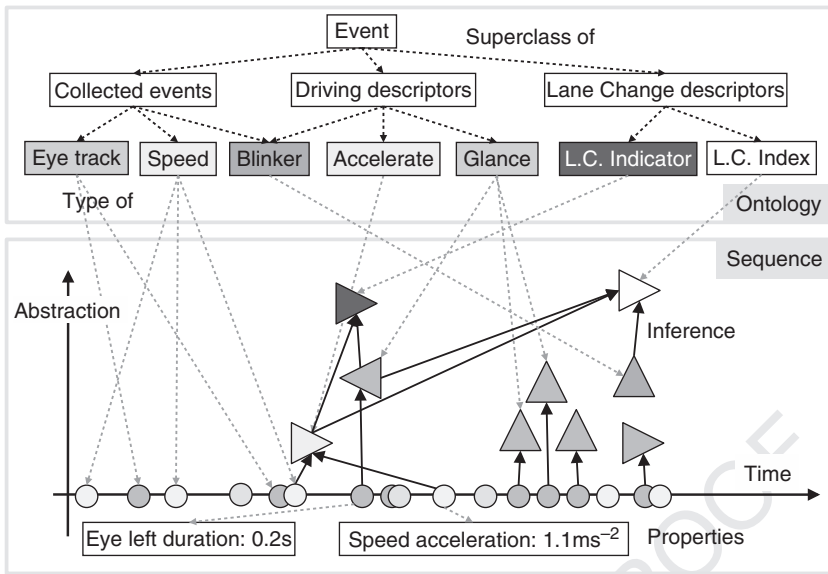 Event
Superclass of
Collected events
Driving descriptors
Lane Change descriptors
Eye track
Speed
Blinker
Accelerate
Glance
L.C. Indicator
L.C. Index
Type of
Ontology
Sequence
Abstraction
Inference
Time
Eye left duration: 0.2s
Speed acceleration: 1.1ms⁻²
Properties